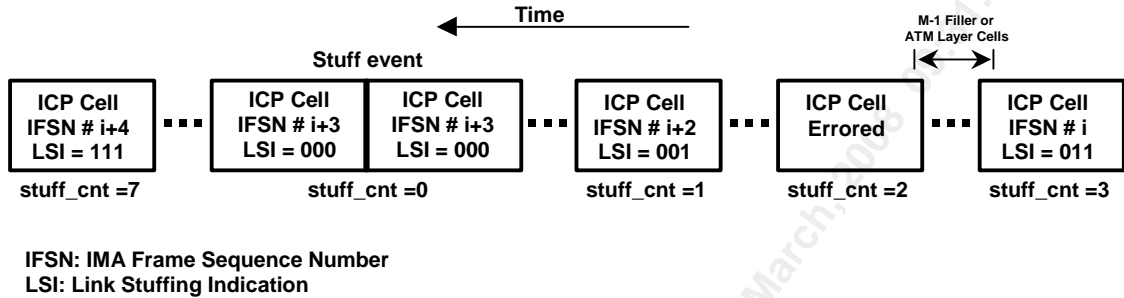 Time
M-1 Filler or
ATM Layer Cells
Stuff event
ICP Cell
IFSN # i+4
LSI = 111
ICP Cell
IFSN # i+3
LSI = 000
ICP Cell
IFSN # i+3
LSI = 000
ICP Cell
IFSN # i+2
LSI = 001
ICP Cell
Errored
ICP Cell
IFSN # i
LSI = 011
stuff_cnt =7
stuff_cnt =0
stuff_cnt =1
stuff_cnt =2
stuff_cnt =3
IFSN: IMA Frame Sequence Number
LSI: Link Stuffing Indication
March, 2008